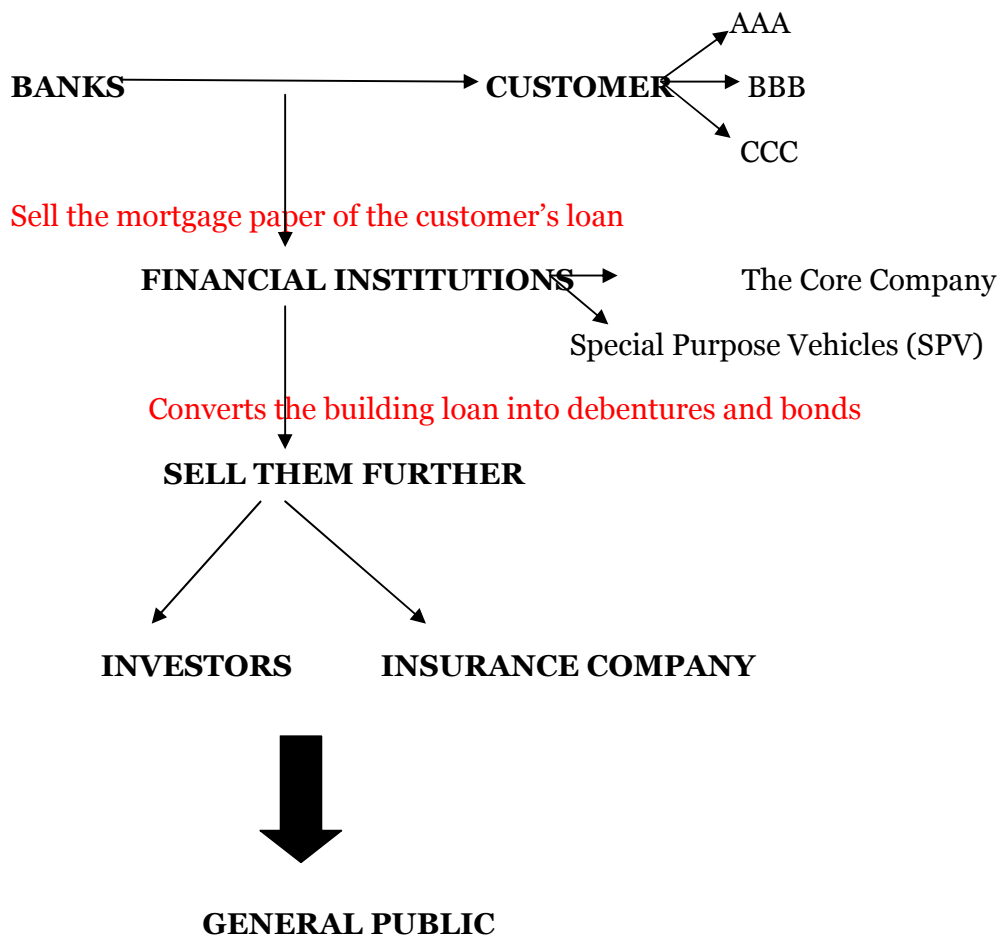 AAA
BANKS CUSTOMER BBB
CCC
Sell the mortgage paper of the customer’s loan
FINANCIAL INSTITUTIONS The Core Company
Special Purpose Vehicles (SPV)
Converts the building loan into debentures and bonds
SELL THEM FURTHER
INVESTORS INSURANCE COMPANY
GENERAL PUBLIC